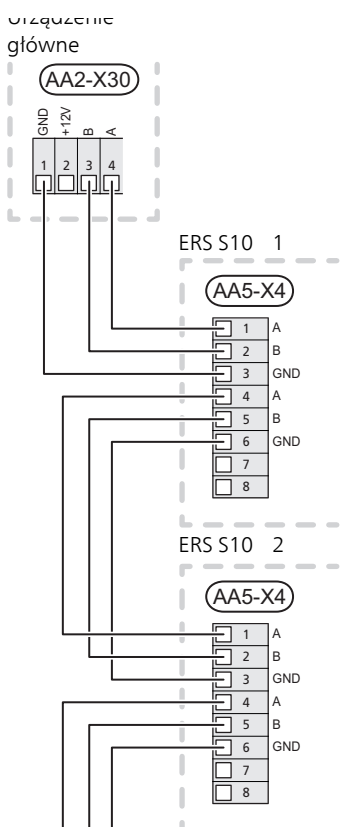 Urządzenie
główne
AA2-X30
GND
+12V
B
A
1 2 3 4
ERS S10 1
AA5-X4
1 A
2 B
3 GND
4 A
5 B
6 GND
7
8
ERS S10 2
AA5-X4
1 A
2 B
3 GND
4 A
5 B
6 GND
7
8